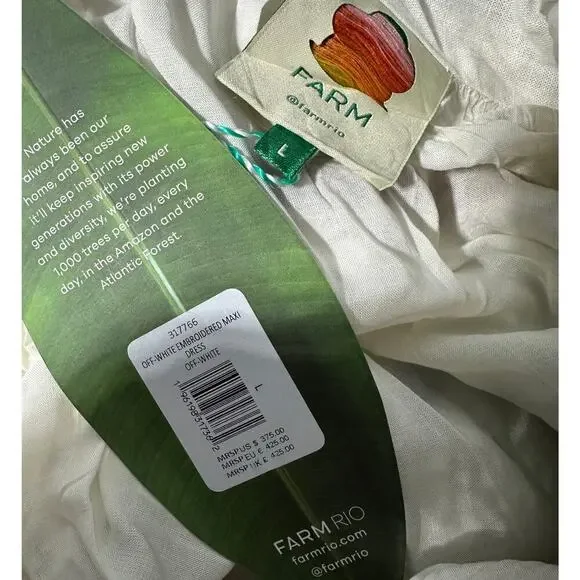 FARM
@farmrio
L
Nature has
always been our
home, and to assure
it'll keep inspiring new
generations with its power
and diversity, we're planting
1,000 trees per day, every
day, in the Amazon and the
Atlantic Forest.
317766
OFF-WHITE EMBROIDERED MAXI
DRESS
OFF-WHITE
L
MRSP US $ 375.00
MRSP EU € 425.00
MRSP UK £ 425.00
FARM RIO
farmrio.com
@farmrio